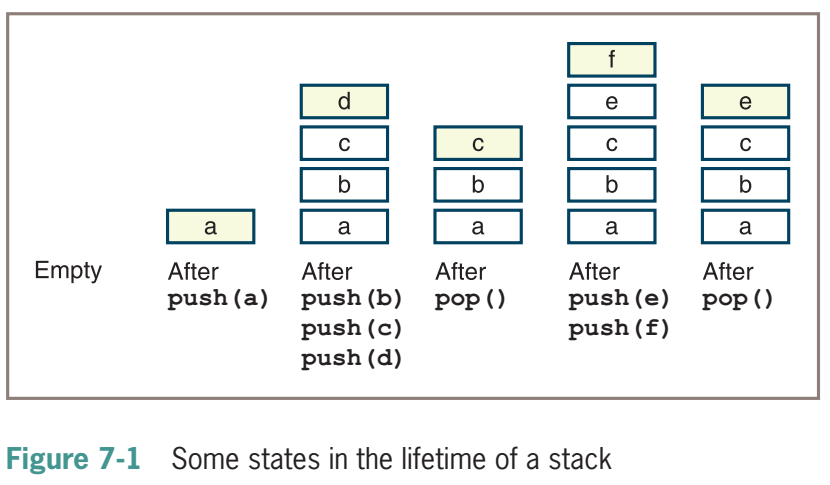 f
d e e
c c c c
b b b b
a a a a a
Empty After After After After After
push(a) push(b) pop() push(e) pop()
push(c) push(f)
push(d)
Figure 7-1 Some states in the lifetime of a stack